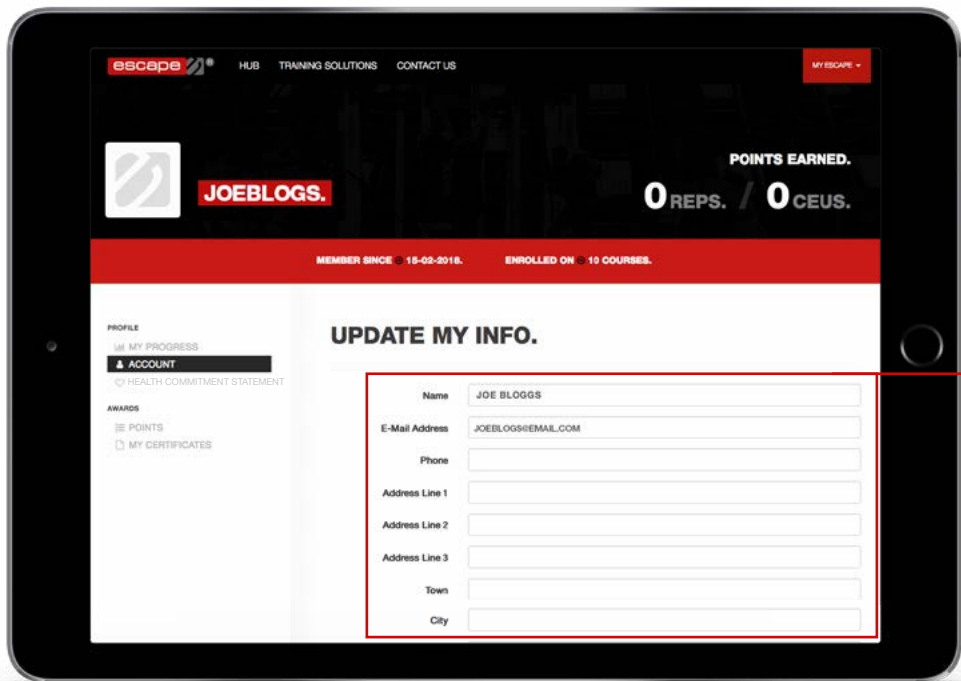 escape
HUB TRAINING SOLUTIONS CONTACT US
MY ESCAPE
POINTS EARNED.
JOEBLOGS.
0 REPS. / 0 CEUS.
MEMBER SINCE 15-02-2018. ENROLLED ON 10 COURSES.
PROFILE
MY PROGRESS
ACCOUNT
HEALTH COMMITMENT STATEMENT
AWARDS
POINTS
MY CERTIFICATES
UPDATE MY INFO.
Name JOE BLOGGS
E-Mail Address JOEBLOGS@EMAIL.COM
Phone
Address Line 1
Address Line 2
Address Line 3
Town
City